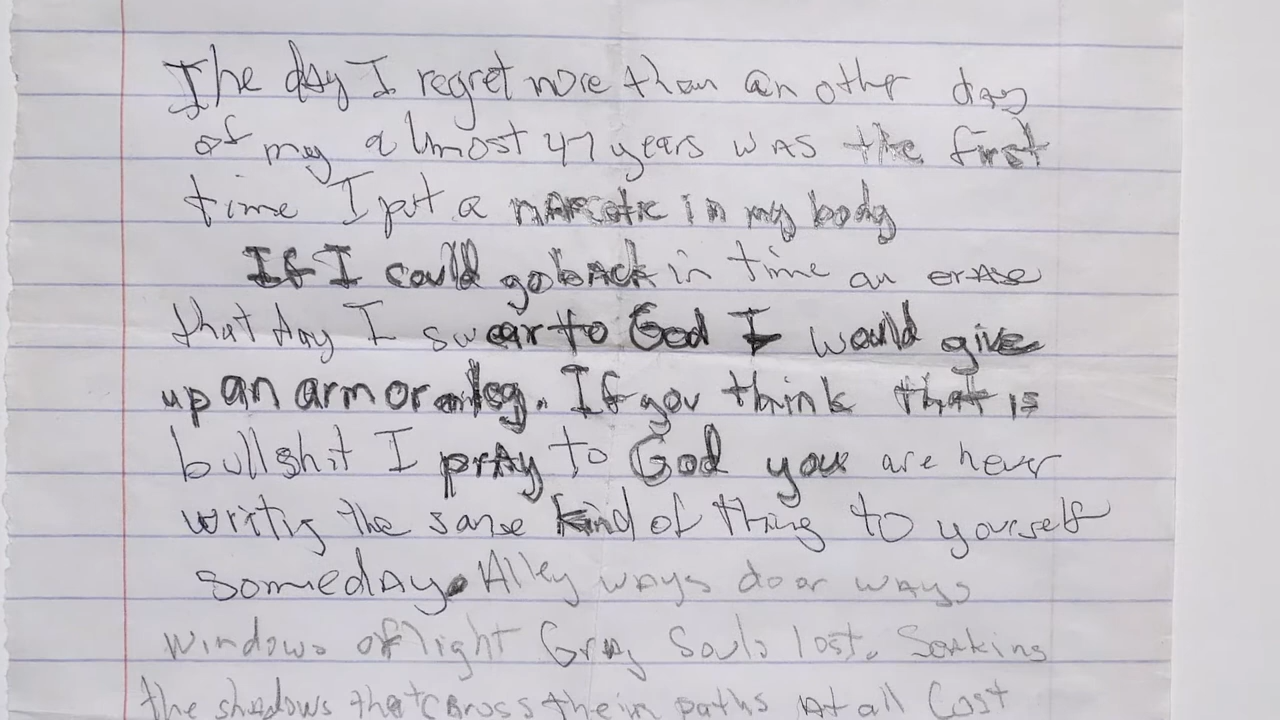 The day I regret more than an other day
of my almost 47 years was the first
time I put a narcotic in my body
If I could go back in time an erase
that day I swear to God I would give
up an arm or leg. If you think that is
bullshit I pray to God you are never
writig the same kind of thing to yourself
someday. Alley ways door ways
windows of light Gray Souls lost.
the shadows that cross their paths At all Cost